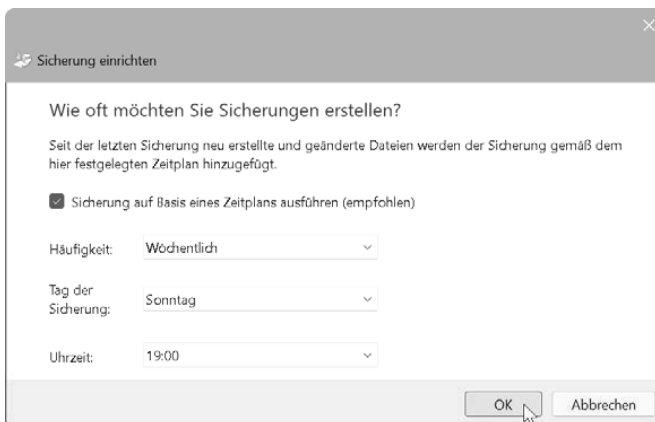 Sicherung einrichten
Wie oft möchten Sie Sicherungen erstellen?
Seit der letzten Sicherung neu erstellte und geänderte Dateien werden der Sicherung gemäß dem
hier festgelegten Zeitplan hinzugefügt.
Sicherung auf Basis eines Zeitplans ausführen (empfohlen)
Häufigkeit: Wöchentlich
Tag der
Sicherung: Sonntag
Uhrzeit: 19:00
OK Abbrechen